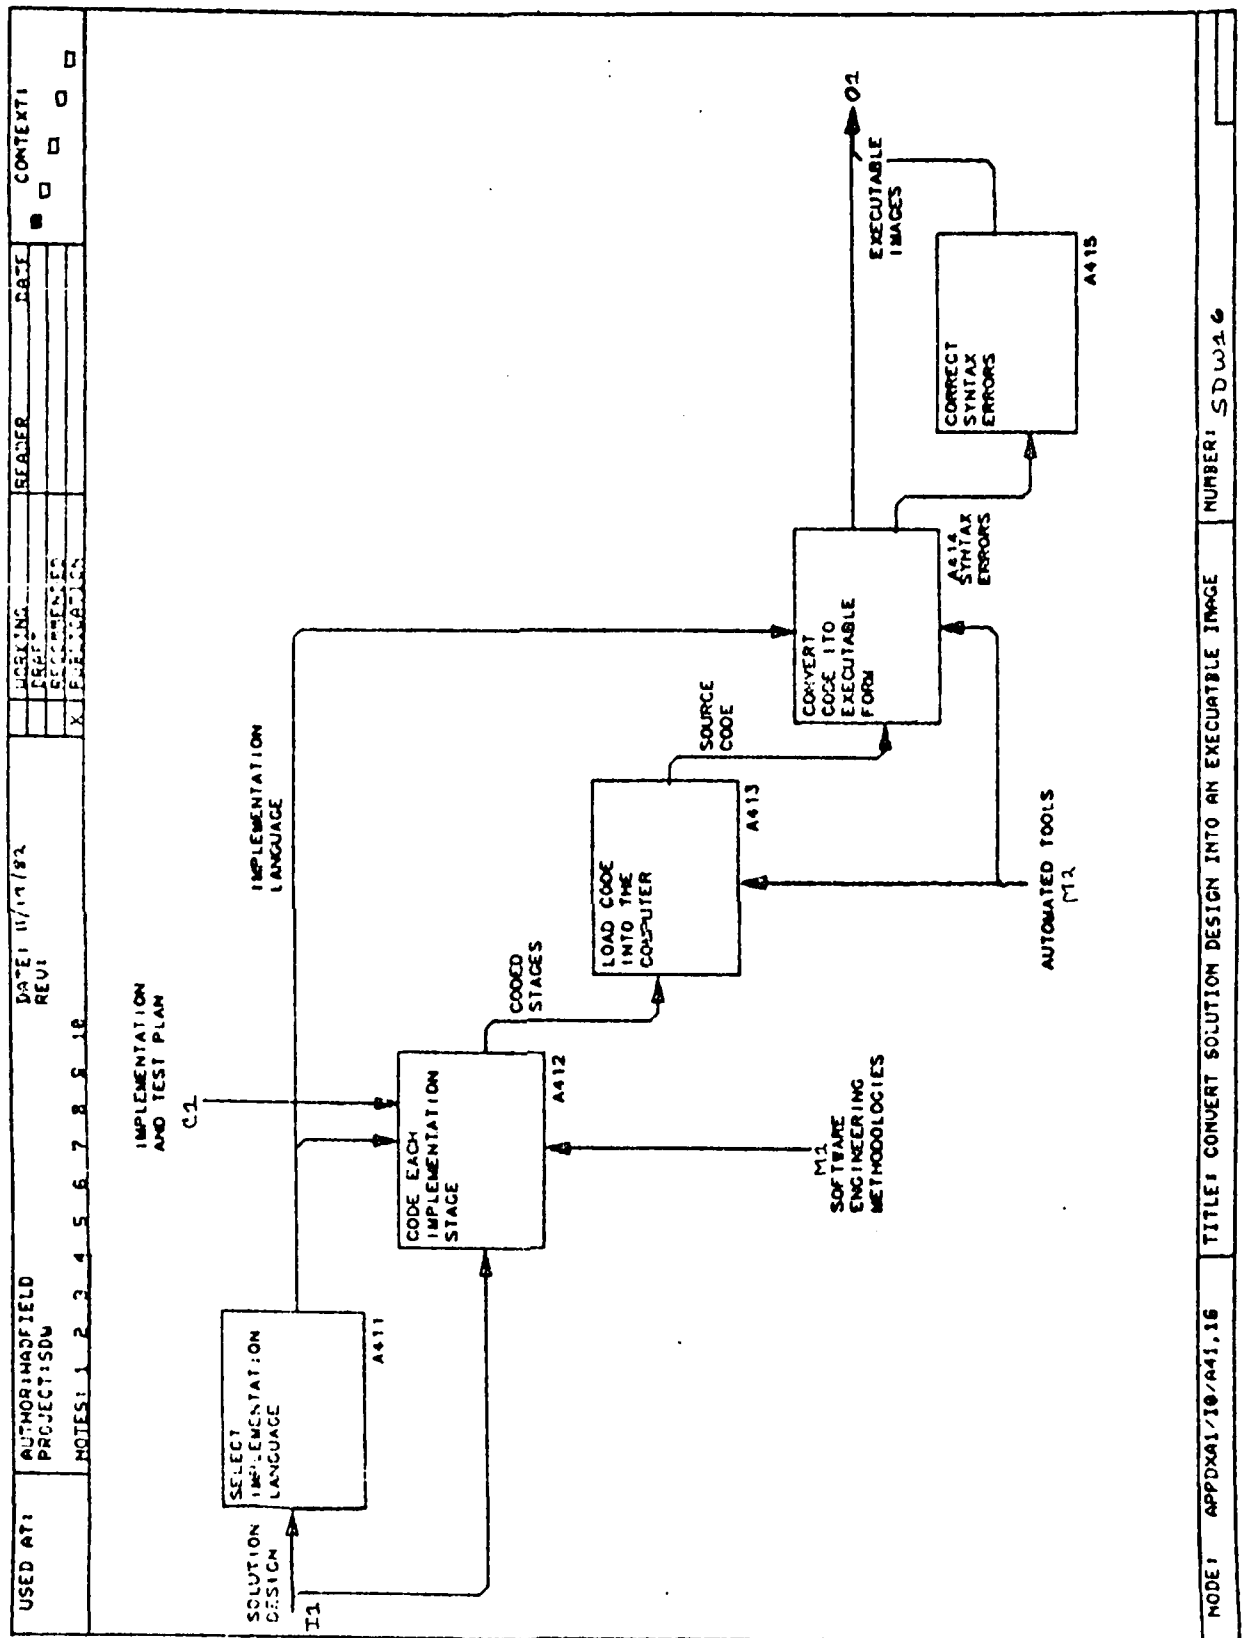 USED AT:
AUTHOR:HADFIELD
PROJECT:SDW
DATE: 11/17/82
REV:
WORKING
DRAFT
RECOMMENDED
X PUBLICATION
READER
DATE
CONTEXT:
NOTES: 1 2 3 4 5 6 7 8 9 10
SOLUTION
DESIGN
I1
SELECT
IMPLEMENTATION
LANGUAGE
A411
IMPLEMENTATION
AND TEST PLAN
C1
IMPLEMENTATION
LANGUAGE
CODE EACH
IMPLEMENTATION
STAGE
A412
CODED
STAGES
M1
SOFTWARE
ENGINEERING
METHODOLOGIES
LOAD CODE
INTO THE
COMPUTER
A413
SOURCE
CODE
AUTOMATED TOOLS
M2
CONVERT
CODE ITO
EXECUTABLE
FORM
A414
SYNTAX
ERRORS
CORRECT
SYNTAX
ERRORS
A415
EXECUTABLE
IMAGES
O1
NODE: APPDXA1/I0/A41,16
TITLE: CONVERT SOLUTION DESIGN INTO AN EXECUATBLE IMAGE
NUMBER: SDW16